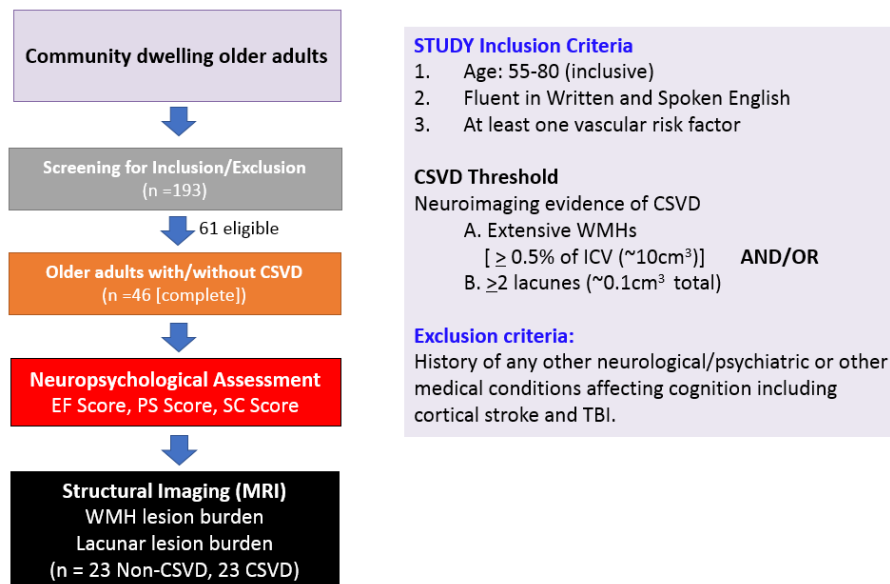 Community dwelling older adults
Screening for Inclusion/Exclusion
(n =193)
61 eligible
Older adults with/without CSVD
(n =46 [complete])
Neuropsychological Assessment
EF Score, PS Score, SC Score
Structural Imaging (MRI)
WMH lesion burden
Lacunar lesion burden
(n = 23 Non-CSVD, 23 CSVD)
STUDY Inclusion Criteria
1. Age: 55-80 (inclusive)
2. Fluent in Written and Spoken English
3. At least one vascular risk factor
CSVD Threshold
Neuroimaging evidence of CSVD
A. Extensive WMHs
[ ≥ 0.5% of ICV (~10cm³)] AND/OR
B. ≥2 lacunes (~0.1cm³ total)
Exclusion criteria:
History of any other neurological/psychiatric or other
medical conditions affecting cognition including
cortical stroke and TBI.